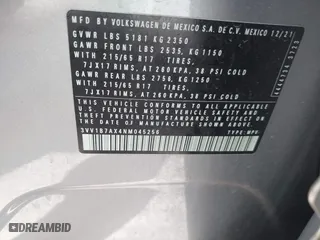 MFD BY VOLKSWAGEN DE MEXICO S.A. DE C.V. MEXICO 12/21
GVWR LBS 5181 KG 2350
GAWR FRONT LBS 2535, KG 1150
WITH 215/65 R17 TIRES,
7JX17 RIMS, AT 260KPA, 38 PSI COLD
GAWR REAR LBS 2756, KG 1250
WITH 215/65 R17 TIRES,
7JX17 RIMS, AT 260 KPA, 38 PSI COLD
THIS VEHICLE CONFORMS TO ALL APPLICABLE
U.S. FEDERAL MOTOR VEHICLE SAFETY, BUMPER
AND THEFT PREVENTION STANDARDS IN EFFECT
ON THE DATE OF MANUFACTURE SHOWN ABOVE.
3VV1B7AX4NM045256 TYPE: MPV